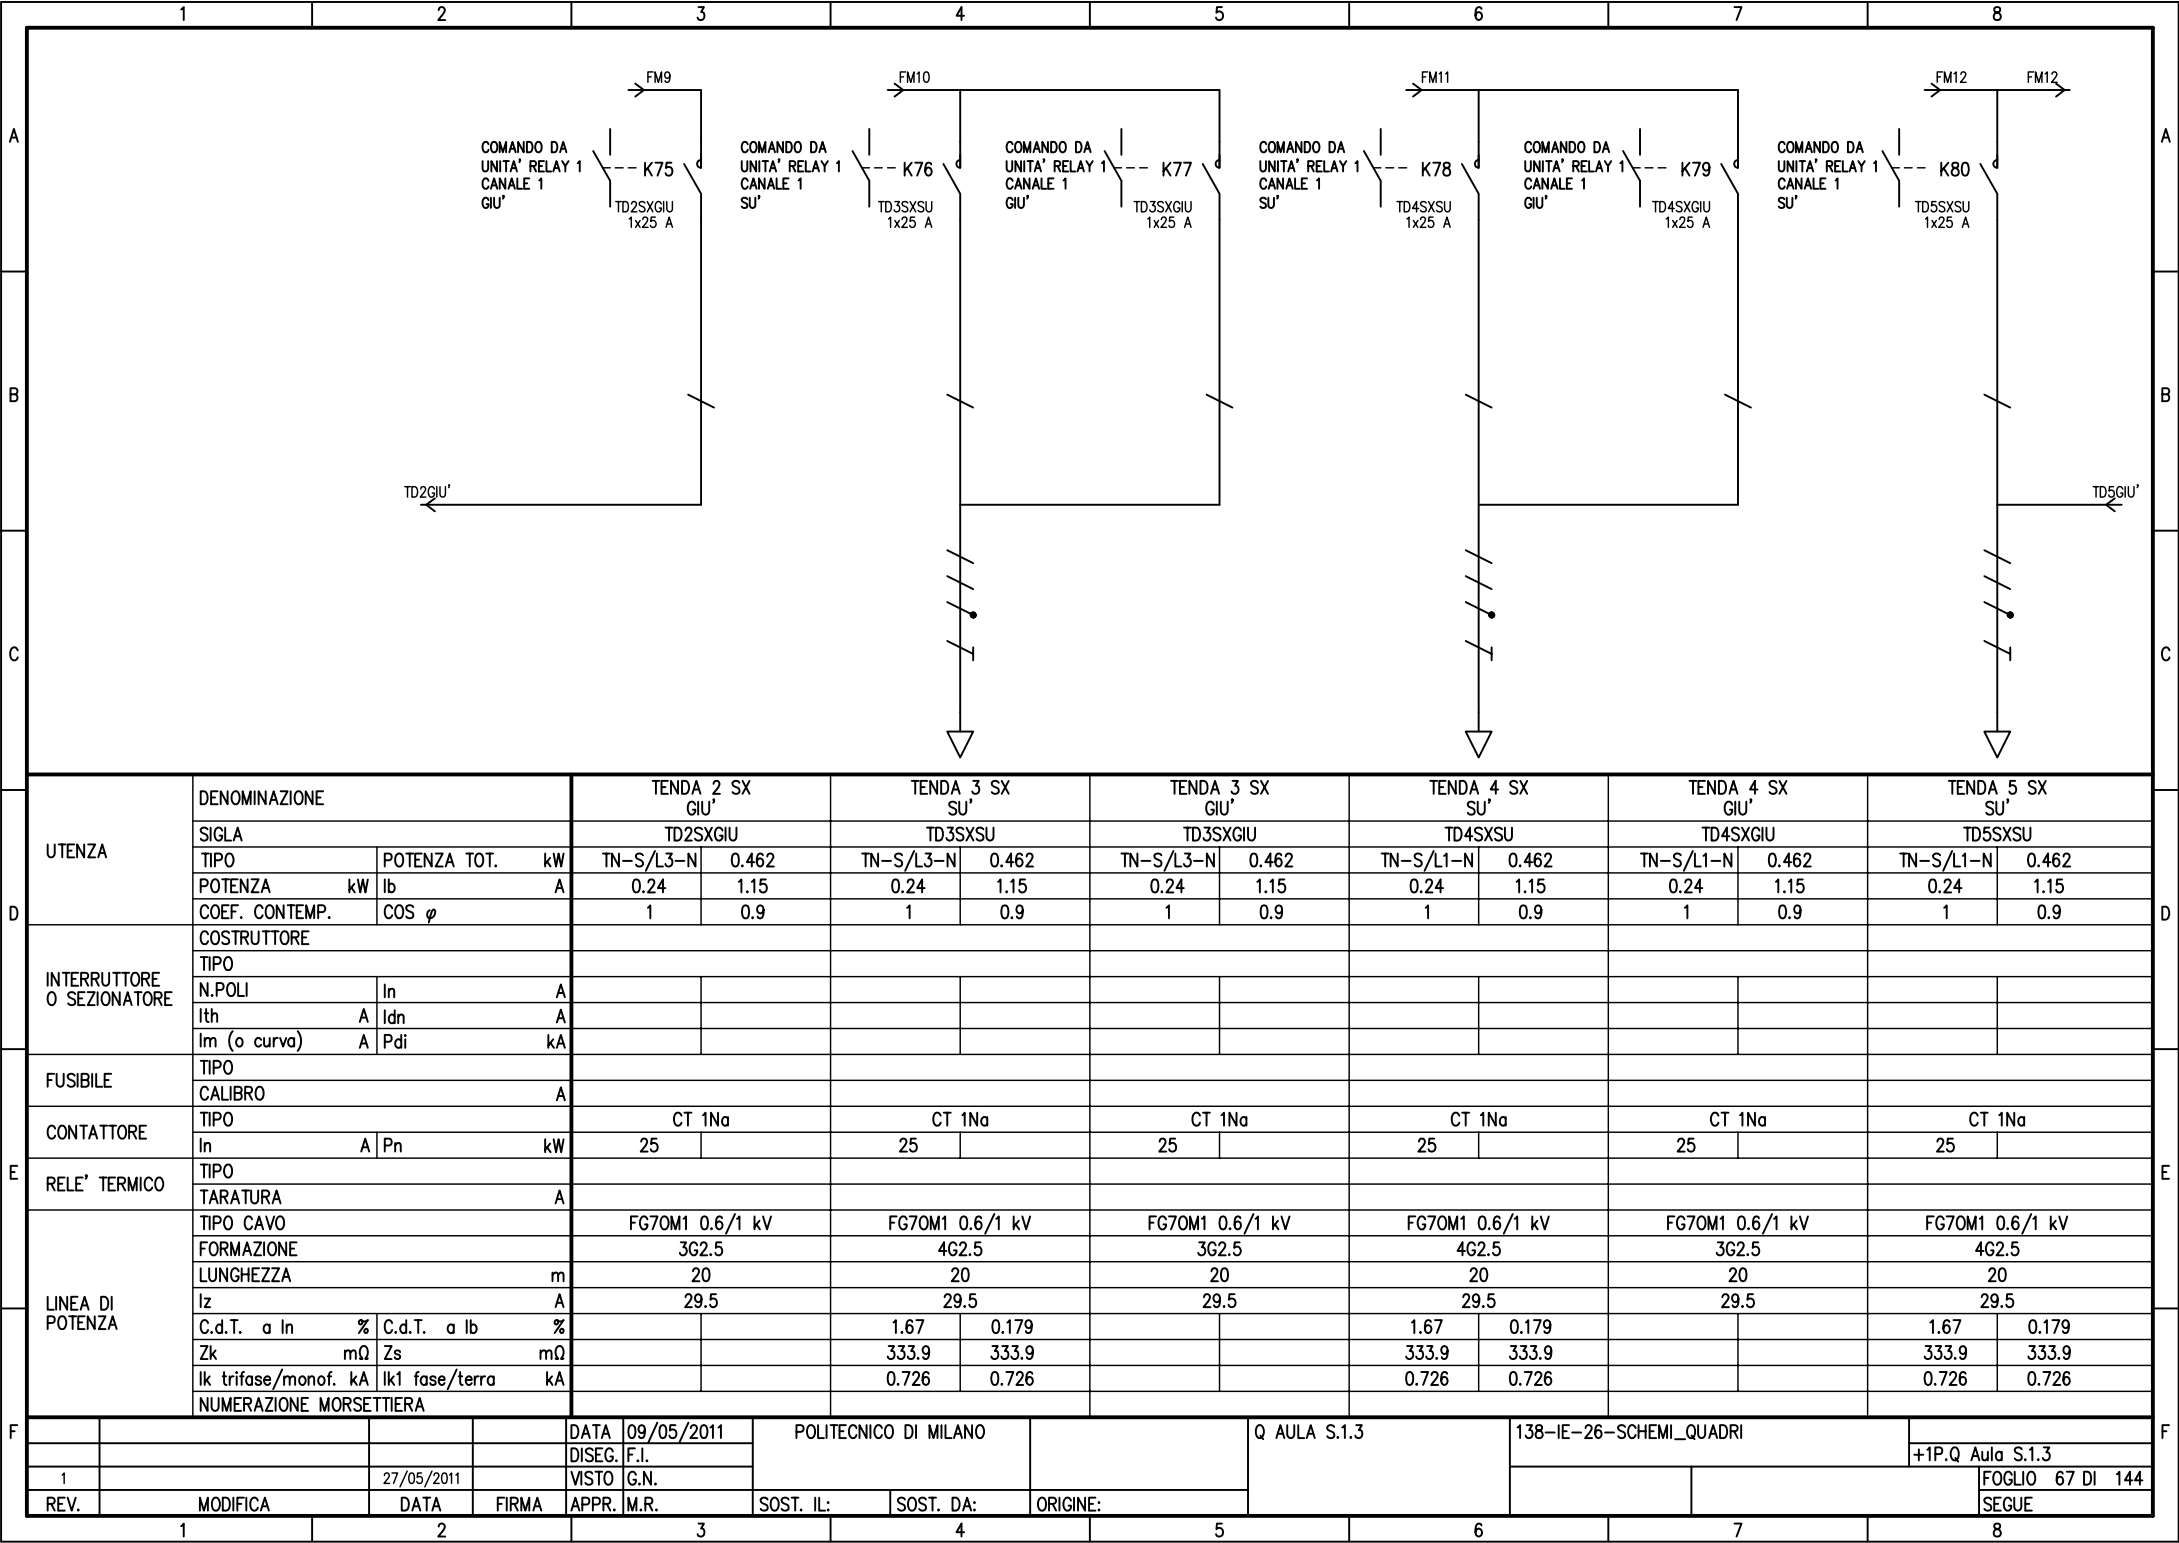 1 2 3 4 5 6 7 8
FM9 FM10 FM11 FM12 FM12
A A
COMANDO DA UNITA' RELAY 1 CANALE 1 GIU'
K75
TD2SXGIU
1x25 A
COMANDO DA UNITA' RELAY 1 CANALE 1 SU'
K76
TD3SXSU
1x25 A
COMANDO DA UNITA' RELAY 1 CANALE 1 GIU'
K77
TD3SXGIU
1x25 A
COMANDO DA UNITA' RELAY 1 CANALE 1 SU'
K78
TD4SXSU
1x25 A
COMANDO DA UNITA' RELAY 1 CANALE 1 GIU'
K79
TD4SXGIU
1x25 A
COMANDO DA UNITA' RELAY 1 CANALE 1 SU'
K80
TD5SXSU
1x25 A
B B
TD2GIU' TD5GIU'
C C
UTENZA
DENOMINAZIONE TENDA 2 SX GIU' TENDA 3 SX SU' TENDA 3 SX GIU' TENDA 4 SX SU' TENDA 4 SX GIU' TENDA 5 SX SU'
SIGLA TD2SXGIU TD3SXSU TD3SXGIU TD4SXSU TD4SXGIU TD5SXSU
TIPO POTENZA TOT. kW TN-S/L3-N 0.462 TN-S/L3-N 0.462 TN-S/L3-N 0.462 TN-S/L1-N 0.462 TN-S/L1-N 0.462 TN-S/L1-N 0.462
POTENZA kW Ib A 0.24 1.15 0.24 1.15 0.24 1.15 0.24 1.15 0.24 1.15 0.24 1.15
D COEF. CONTEMP. COS φ 1 0.9 1 0.9 1 0.9 1 0.9 1 0.9 1 0.9 D
INTERRUTTORE O SEZIONATORE
COSTRUTTORE
TIPO
N.POLI In A
Ith A Idn A
Im (o curva) A Pdi kA
FUSIBILE
TIPO
CALIBRO A
CONTATTORE
TIPO CT 1Na CT 1Na CT 1Na CT 1Na CT 1Na CT 1Na
In A Pn kW 25 25 25 25 25 25
E E
RELE' TERMICO
TIPO
TARATURA A
LINEA DI POTENZA
TIPO CAVO FG7OM1 0.6/1 kV FG7OM1 0.6/1 kV FG7OM1 0.6/1 kV FG7OM1 0.6/1 kV FG7OM1 0.6/1 kV FG7OM1 0.6/1 kV
FORMAZIONE 3G2.5 4G2.5 3G2.5 4G2.5 3G2.5 4G2.5
LUNGHEZZA m 20 20 20 20 20 20
Iz A 29.5 29.5 29.5 29.5 29.5 29.5
C.d.T. a In % C.d.T. a Ib % 1.67 0.179 1.67 0.179 1.67 0.179
Zk mΩ Zs mΩ 333.9 333.9 333.9 333.9 333.9 333.9
Ik trifase/monof. kA Ik1 fase/terra kA 0.726 0.726 0.726 0.726 0.726 0.726
NUMERAZIONE MORSETTIERA
F F
DATA 09/05/2011 POLITECNICO DI MILANO Q AULA S.1.3 138-IE-26-SCHEMI_QUADRI
DISEG. F.I. +1P.Q Aula S.1.3
1 27/05/2011 VISTO G.N. FOGLIO 67 DI 144
REV. MODIFICA DATA FIRMA APPR. M.R. SOST. IL: SOST. DA: ORIGINE: SEGUE
1 2 3 4 5 6 7 8